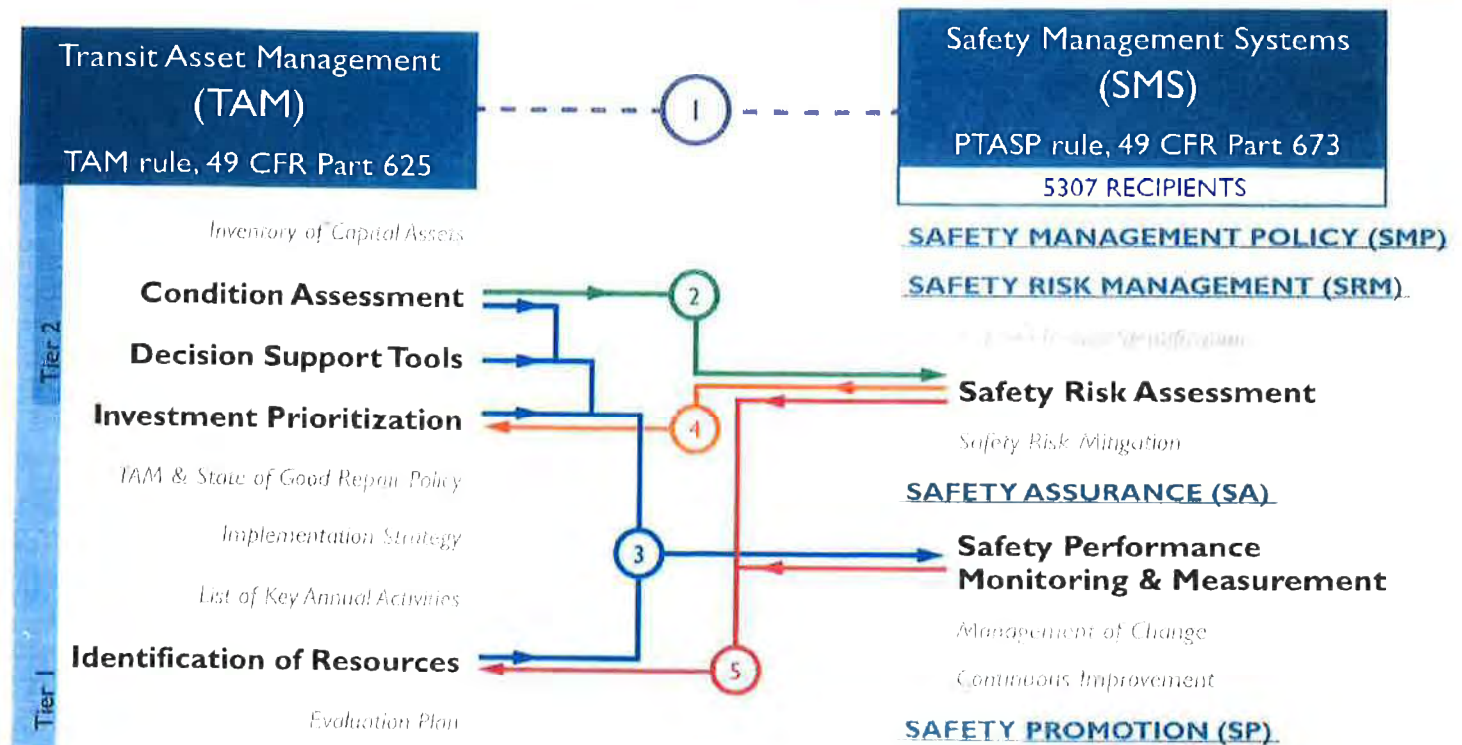 Transit Asset Management
(TAM)
TAM rule, 49 CFR Part 625
1
Safety Management Systems
(SMS)
PTASP rule, 49 CFR Part 673
5307 RECIPIENTS
Tier 2
Tier 1
Inventory of Capital Assets
Condition Assessment
Decision Support Tools
Investment Prioritization
TAM & State of Good Repair Policy
Implementation Strategy
List of Key Annual Activities
Identification of Resources
Evaluation Plan
2
4
3
5
SAFETY MANAGEMENT POLICY (SMP)
SAFETY RISK MANAGEMENT (SRM)
Identification
Safety Risk Assessment
Safety Risk Mitigation
SAFETY ASSURANCE (SA)
Safety Performance
Monitoring & Measurement
Management of Change
Continuous Improvement
SAFETY PROMOTION (SP)